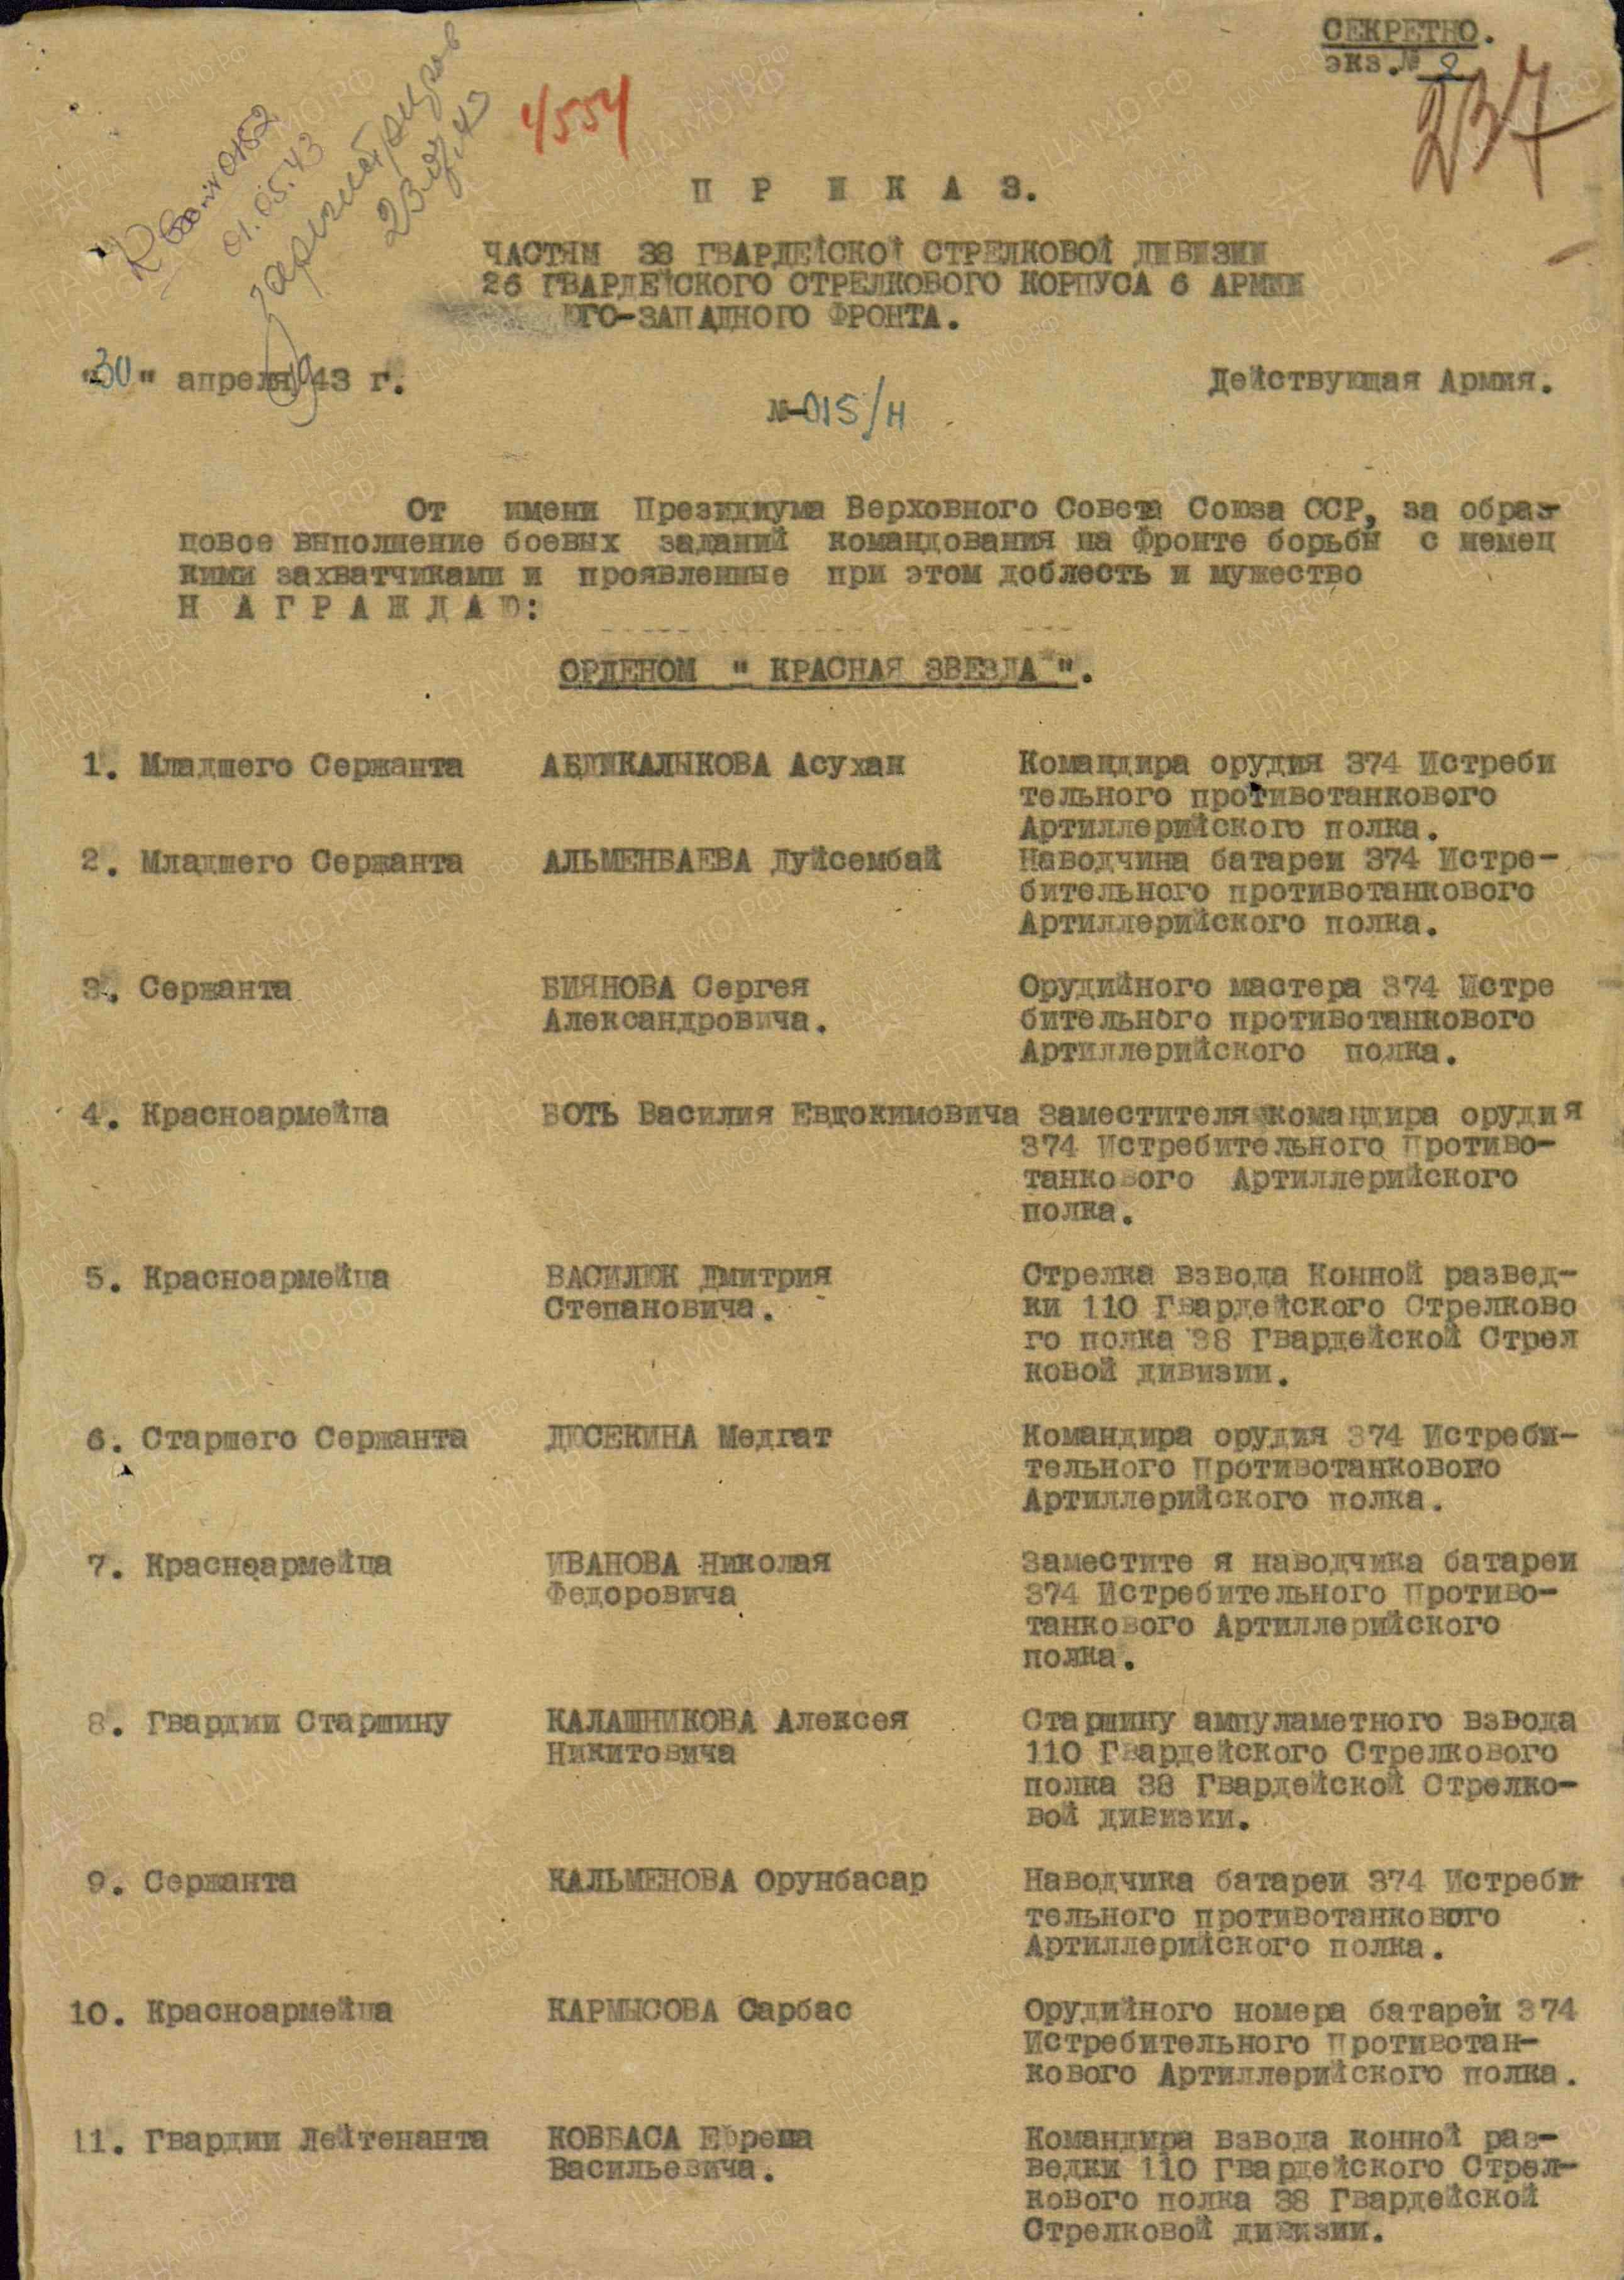 СЕКРЕТНО.
экз.№ 2
237
4554
01.05.43
П Р И К А З.
ЧАСТЯМ 38 ГВАРДЕЙСКОЙ СТРЕЛКОВОЙ ДИВИЗИИ
26 ГВАРДЕЙСКОГО СТРЕЛКОВОГО КОРПУСА 6 АРМИИ
ЮГО-ЗАПАДНОГО ФРОНТА.
"30" апреля 1943 г.
Действующая Армия.
№-015/н
От имени Президиума Верховного Совета Союза ССР, за образ-
цовое выполнение боевых заданий командования на Фронте борьбы с немец
кими захватчиками и проявленные при этом доблесть и мужество
Н А Г Р А Ж Д А Ю:
ОРДЕНОМ " КРАСНАЯ ЗВЕЗДА ".
1. Младшего Сержанта АБДИКАЛЫКОВА Асухан Командира орудия 374 Истреби
тельного противотанкового
Артиллерийского полка.
2. Младшего Сержанта АЛЬМЕНБАЕВА Дуйсембай Наводчина батареи 374 Истре-
бительного противотанкового
Артиллерийского полка.
3. Сержанта БИЯНОВА Сергея Орудийного мастера 374 Истре
Александровича. бительного противотанкового
Артиллерийского полка.
4. Красноармейца ВОТЬ Василия Евдокимовича Заместителя командира орудия
374 Истребительного Противо-
танкового Артиллерийского
полка.
5. Красноармейца ВАСИЛЮК Дмитрия Стрелка взвода Конной развед-
Степановича. ки 110 Гвардейского Стрелково
го полка 38 Гвардейской Стрел
ковой дивизии.
6. Старшего Сержанта ДЮСЕКИНА Медгат Командира орудия 374 Истреби-
тельного Противотанкового
Артиллерийского полка.
7. Красноармейца ИВАНОВА Николая Заместите я наводчика батареи
Федоровича 374 Истребительного Противо-
танкового Артиллерийского
полка.
8. Гвардии Старшину КАЛАШНИКОВА Алексея Старшину ампуламетного взвода
Никитовича 110 Гвардейского Стрелкового
полка 38 Гвардейской Стрелко-
вой дивизии.
9. Сержанта КАЛЬМЕНОВА Орунбасар Наводчика батареи 374 Истреби-
тельного противотанкового
Артиллерийского полка.
10. Красноармейца КАРМЫСОВА Сарбас Орудийного номера батареи 374
Истребительного Противотан-
кового Артиллерийского полка.
11. Гвардии Лейтенанта КОВБАСА Ефрема Командира взвода конной раз-
Васильевича. ведки 110 Гвардейского Стрел-
кового полка 38 Гвардейской
Стрелковой дивизии.